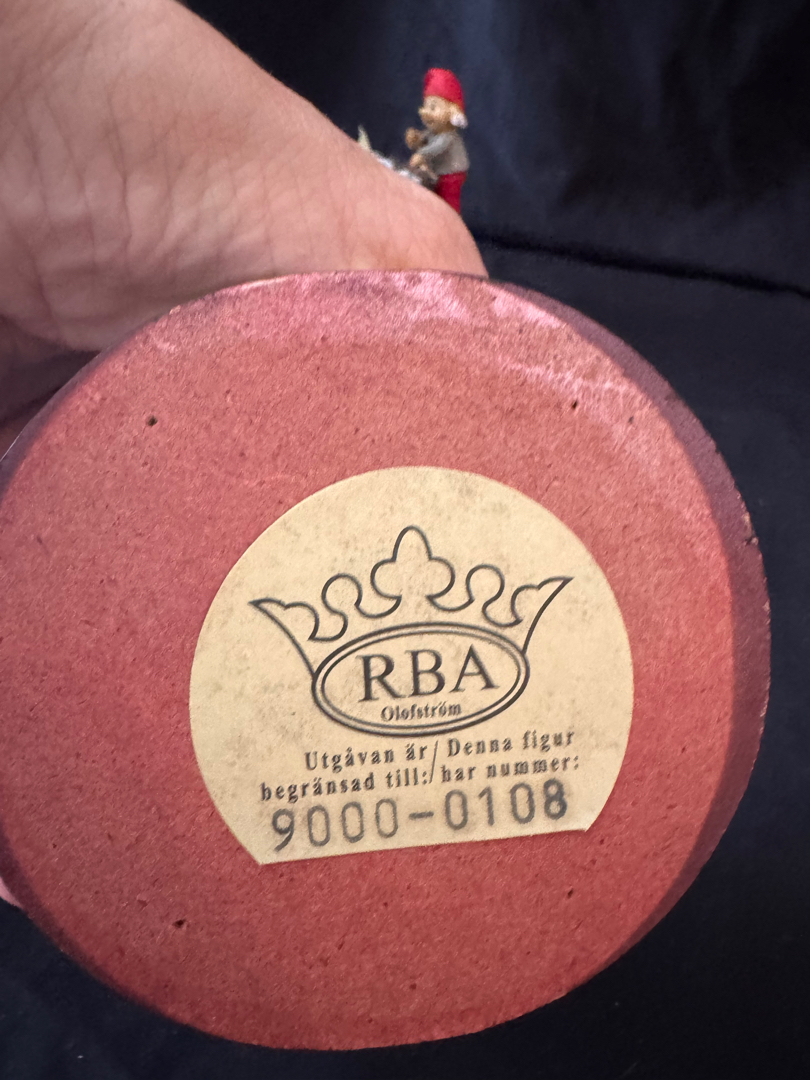 RBA
Olofström
Utgåvan är/Denna figur
begränsad till:/har nummer:
9000-0108